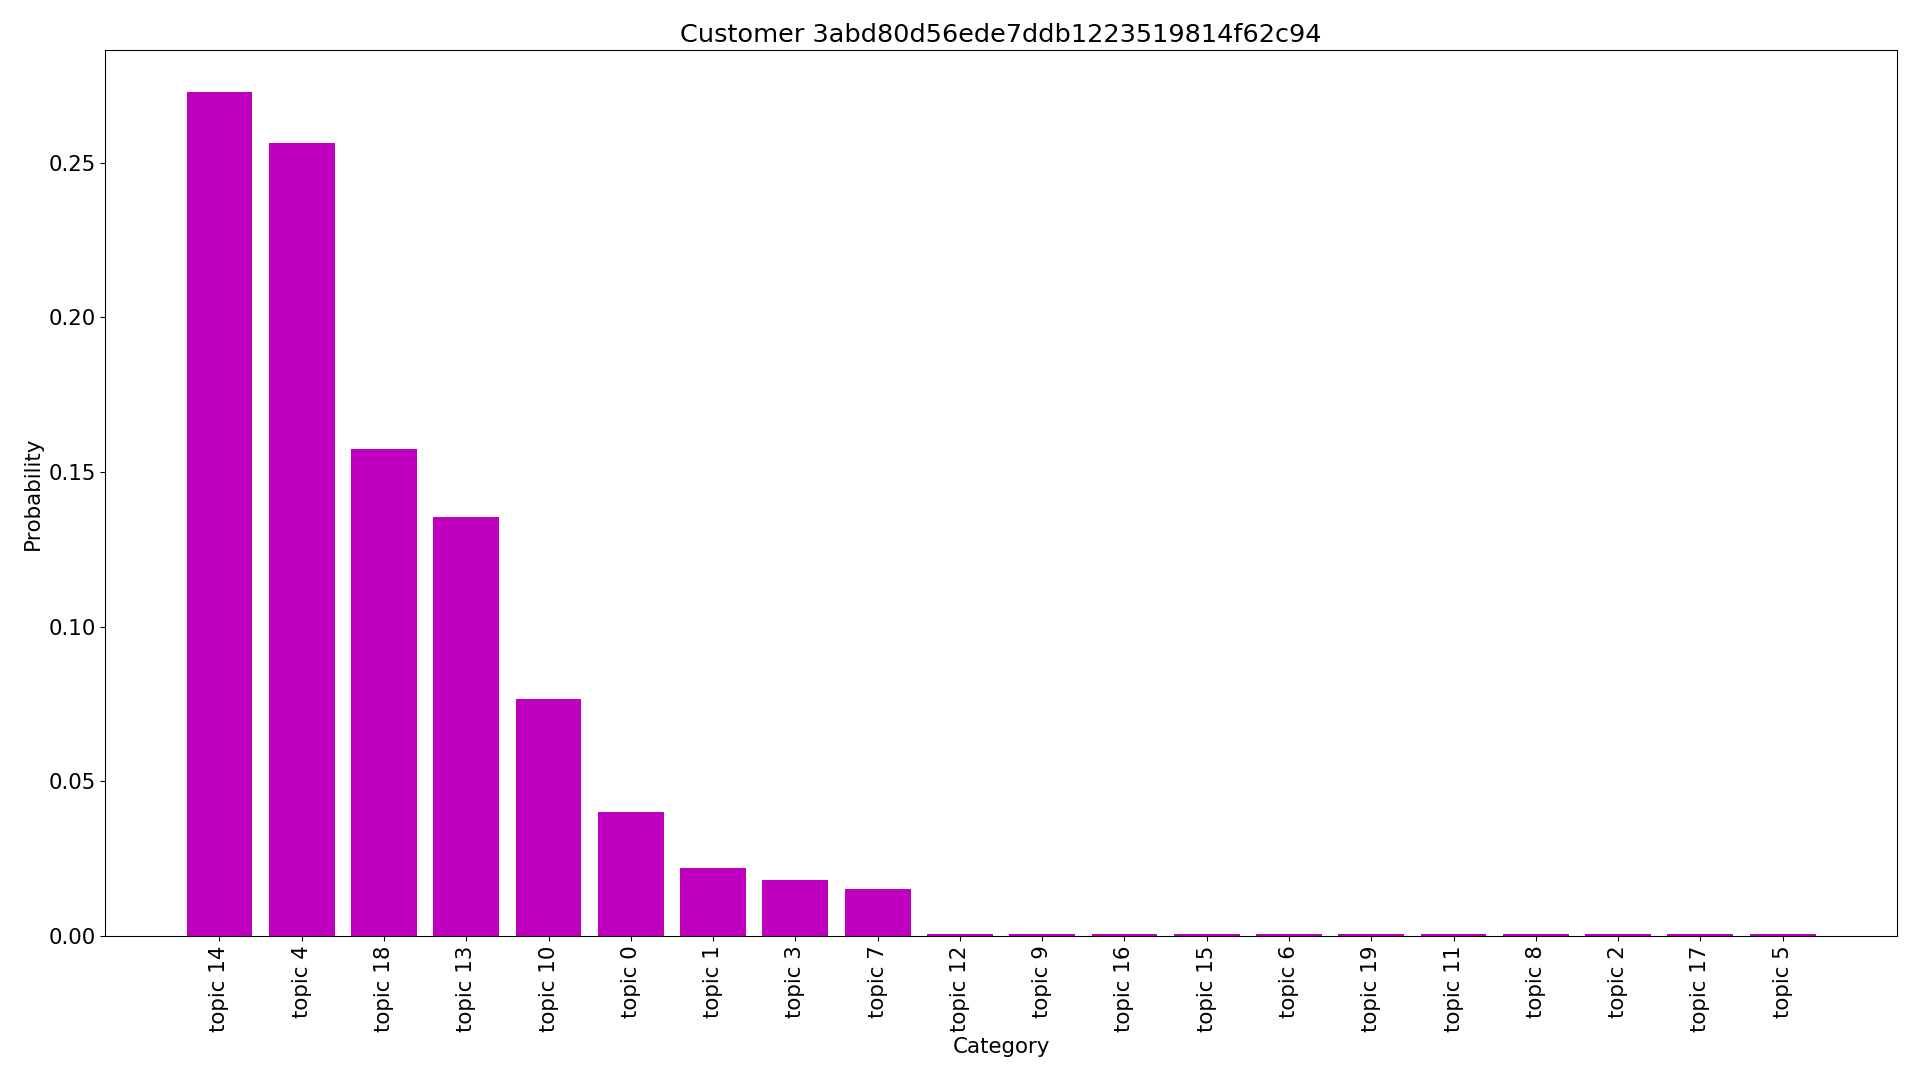 Customer 3abd80d56ede7ddb1223519814f62c94
Probability
0.25
0.20
0.15
0.10
0.05
0.00
topic 14
topic 4
topic 18
topic 13
topic 10
topic 0
topic 1
topic 3
topic 7
topic 12
topic 9
topic 16
topic 15
topic 6
topic 19
topic 11
topic 8
topic 2
topic 17
topic 5
Category